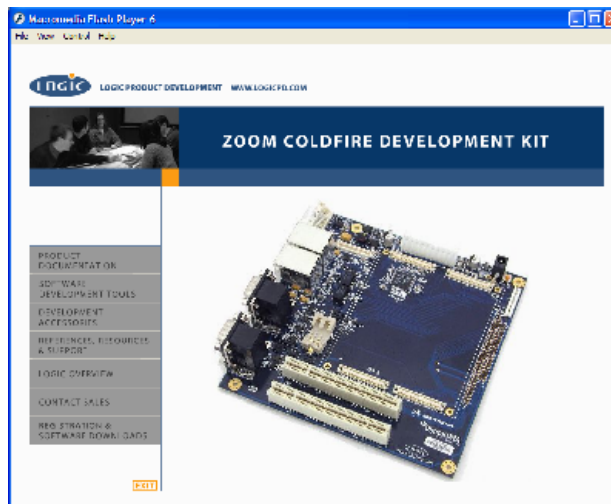 Macromedia Flash Player 6
File View Control Help
LOGIC
LOGIC PRODUCT DEVELOPMENT WWW.LOGICPD.COM
ZOOM COLDFIRE DEVELOPMENT KIT
PRODUCT
DOCUMENTATION
SOFTWARE
DEVELOPMENT TOOLS
DEVELOPMENT
ACCESSORIES
REFERENCES, RESOURCES
& SUPPORT
LOGIC OVERVIEW
CONTACT SALES
REGISTRATION &
SOFTWARE DOWNLOADS
EXIT